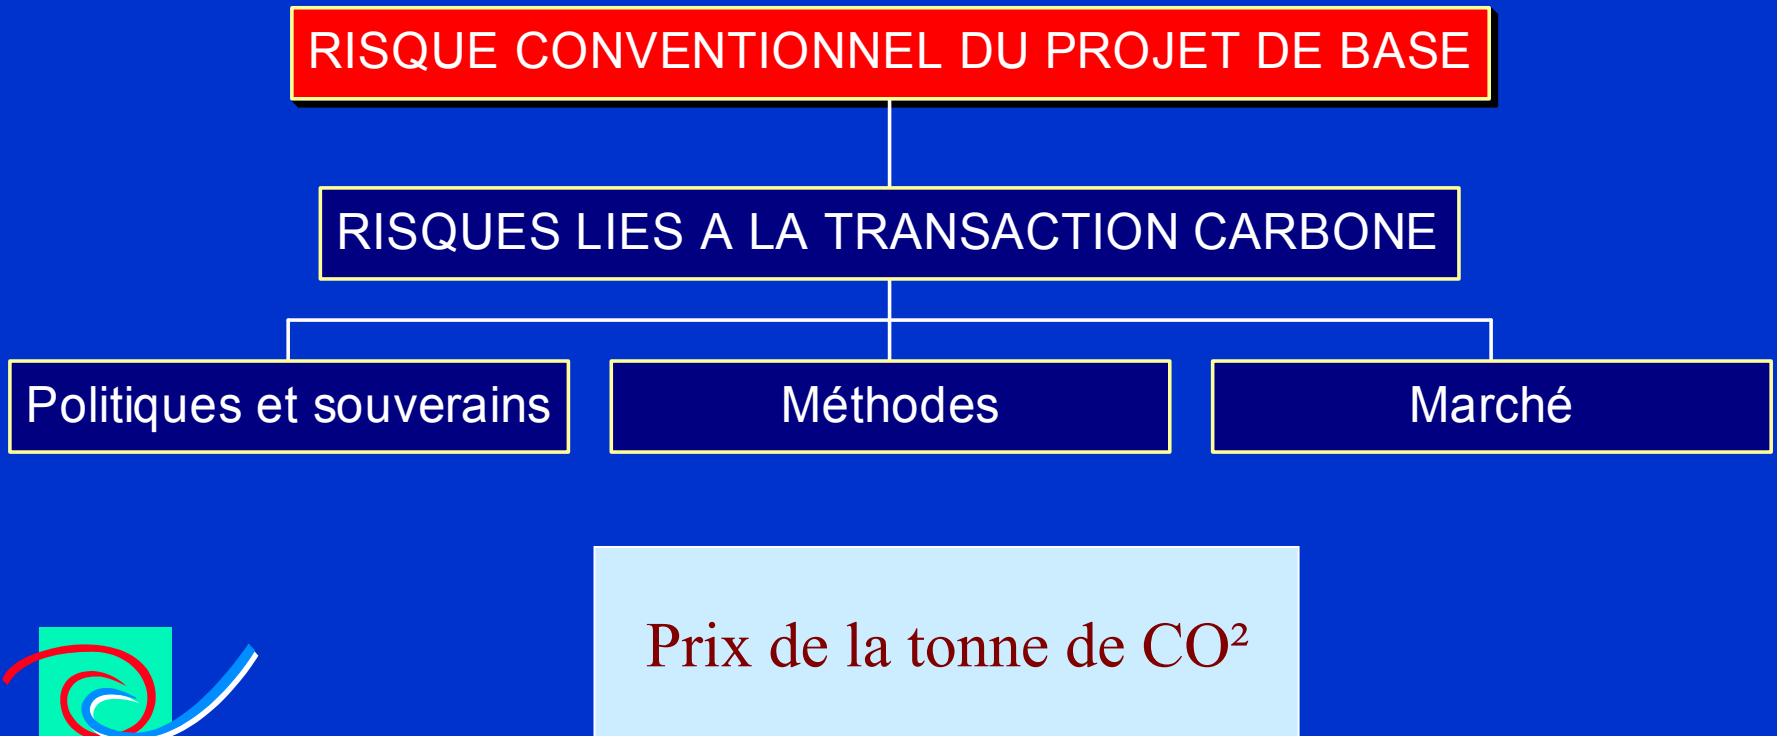 RISQUE CONVENTIONNEL DU PROJET DE BASE
RISQUES LIES A LA TRANSACTION CARBONE
Politiques et souverains
Méthodes
Marché
Prix de la tonne de CO²